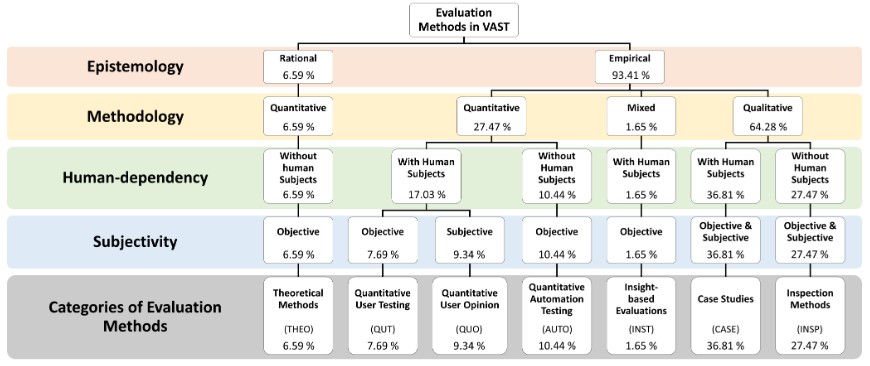 Evaluation
Methods in VAST
Epistemology
Rational
6.59 %
Empirical
93.41 %
Methodology
Quantitative
6.59 %
Quantitative
27.47 %
Mixed
1.65 %
Qualitative
64.28 %
Human-dependency
Without
human
Subjects
6.59 %
With Human
Subjects
17.03 %
Without
Human
Subjects
10.44 %
With Human
Subjects
1.65 %
With Human
Subjects
36.81 %
Without
Human
Subjects
27.47 %
Subjectivity
Objective
6.59 %
Objective
7.69 %
Subjective
9.34 %
Objective
10.44 %
Objective
1.65 %
Objective &
Subjective
36.81 %
Objective &
Subjective
27.47 %
Categories of Evaluation
Methods
Theoretical
Methods
(THEO)
6.59 %
Quantitative
User Testing
(QUT)
7.69 %
Quantitative
User Opinion
(QUO)
9.34 %
Quantitative
Automation
Testing
(AUTO)
10.44 %
Insight-
based
Evaluations
(INST)
1.65 %
Case Studies
(CASE)
36.81 %
Inspection
Methods
(INSP)
27.47 %